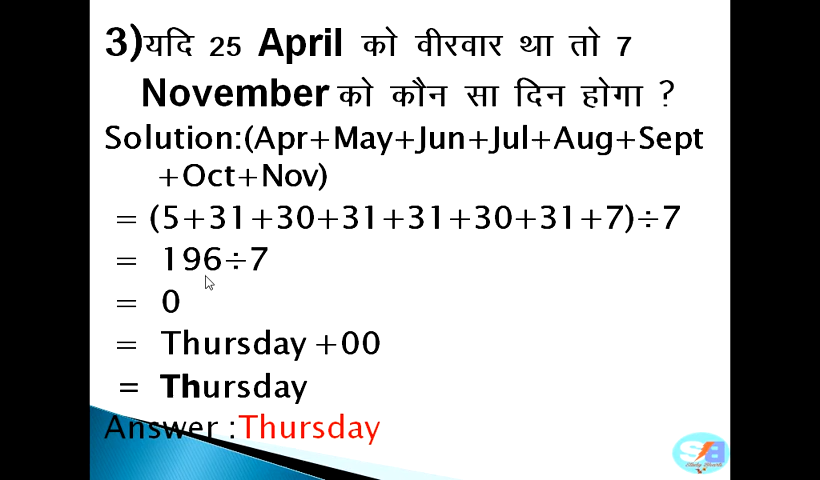 3)यदि 25 April को वीरवार था तो 7
November को कौन सा दिन होगा ?
Solution:(Apr+May+Jun+Jul+Aug+Sept
+Oct+Nov)
= (5+31+30+31+31+30+31+7)÷7
= 196÷7
= 0
= Thursday +00
= Thursday
Answer :Thursday